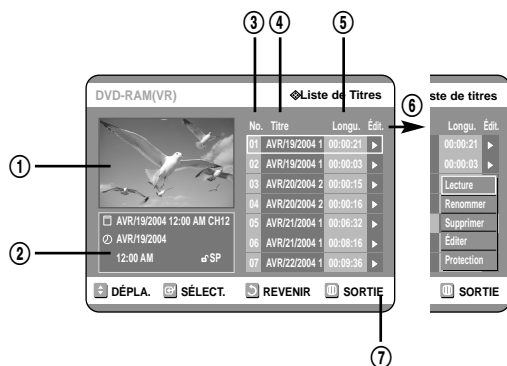 ③ ④ ⑤
DVD-RAM(VR) Liste de Titres
⑥
ste de titres
No. Titre Longu. Édit.
Longu. Édit.
01 AVR/19/2004 1 00:00:21
02 AVR/19/2004 1 00:00:03
03 AVR/20/2004 2 00:00:15
04 AVR/20/2004 2 00:00:16
05 AVR/21/2004 1 00:06:32
06 AVR/21/2004 1 00:08:16
07 AVR/22/2004 1 00:09:36
00:00:21
00:00:03
Lecture
Renommer
Supprimer
Éditer
Protection
①
②
AVR/19/2004 12:00 AM CH12
AVR/19/2004
12:00 AM SP
DÉPLA. SÉLECT. REVENIR SORTIE
SORTIE
⑦